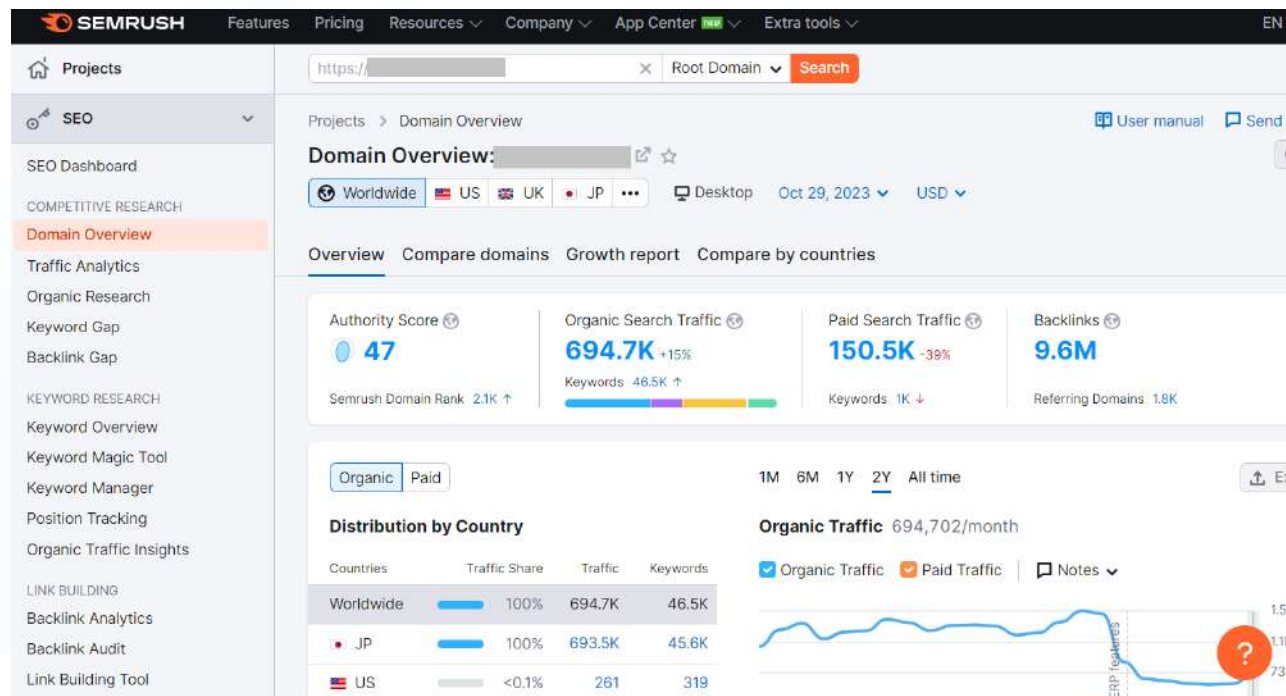 SEMRUSH Features Pricing Resources Company App Center new Extra tools EN
Projects
https:// Root Domain Search
SEO
Projects > Domain Overview User manual Send
SEO Dashboard
Domain Overview:
Worldwide US UK JP ••• Desktop Oct 29, 2023 USD
COMPETITIVE RESEARCH
Domain Overview
Traffic Analytics
Organic Research
Keyword Gap
Backlink Gap
Overview Compare domains Growth report Compare by countries
Authority Score Organic Search Traffic Paid Search Traffic Backlinks
47 694.7K +15% 150.5K -39% 9.6M
Keywords 46.5K ↑
Semrush Domain Rank 2.1K ↑ Keywords 1K ↓ Referring Domains 1.8K
KEYWORD RESEARCH
Keyword Overview
Keyword Magic Tool
Keyword Manager
Position Tracking
Organic Traffic Insights
LINK BUILDING
Backlink Analytics
Backlink Audit
Link Building Tool
Organic Paid 1M 6M 1Y 2Y All time
Distribution by Country Organic Traffic 694,702/month
Countries Traffic Share Traffic Keywords Organic Traffic Paid Traffic Notes
Worldwide 100% 694.7K 46.5K
JP 100% 693.5K 45.6K
US <0.1% 261 319
features
?